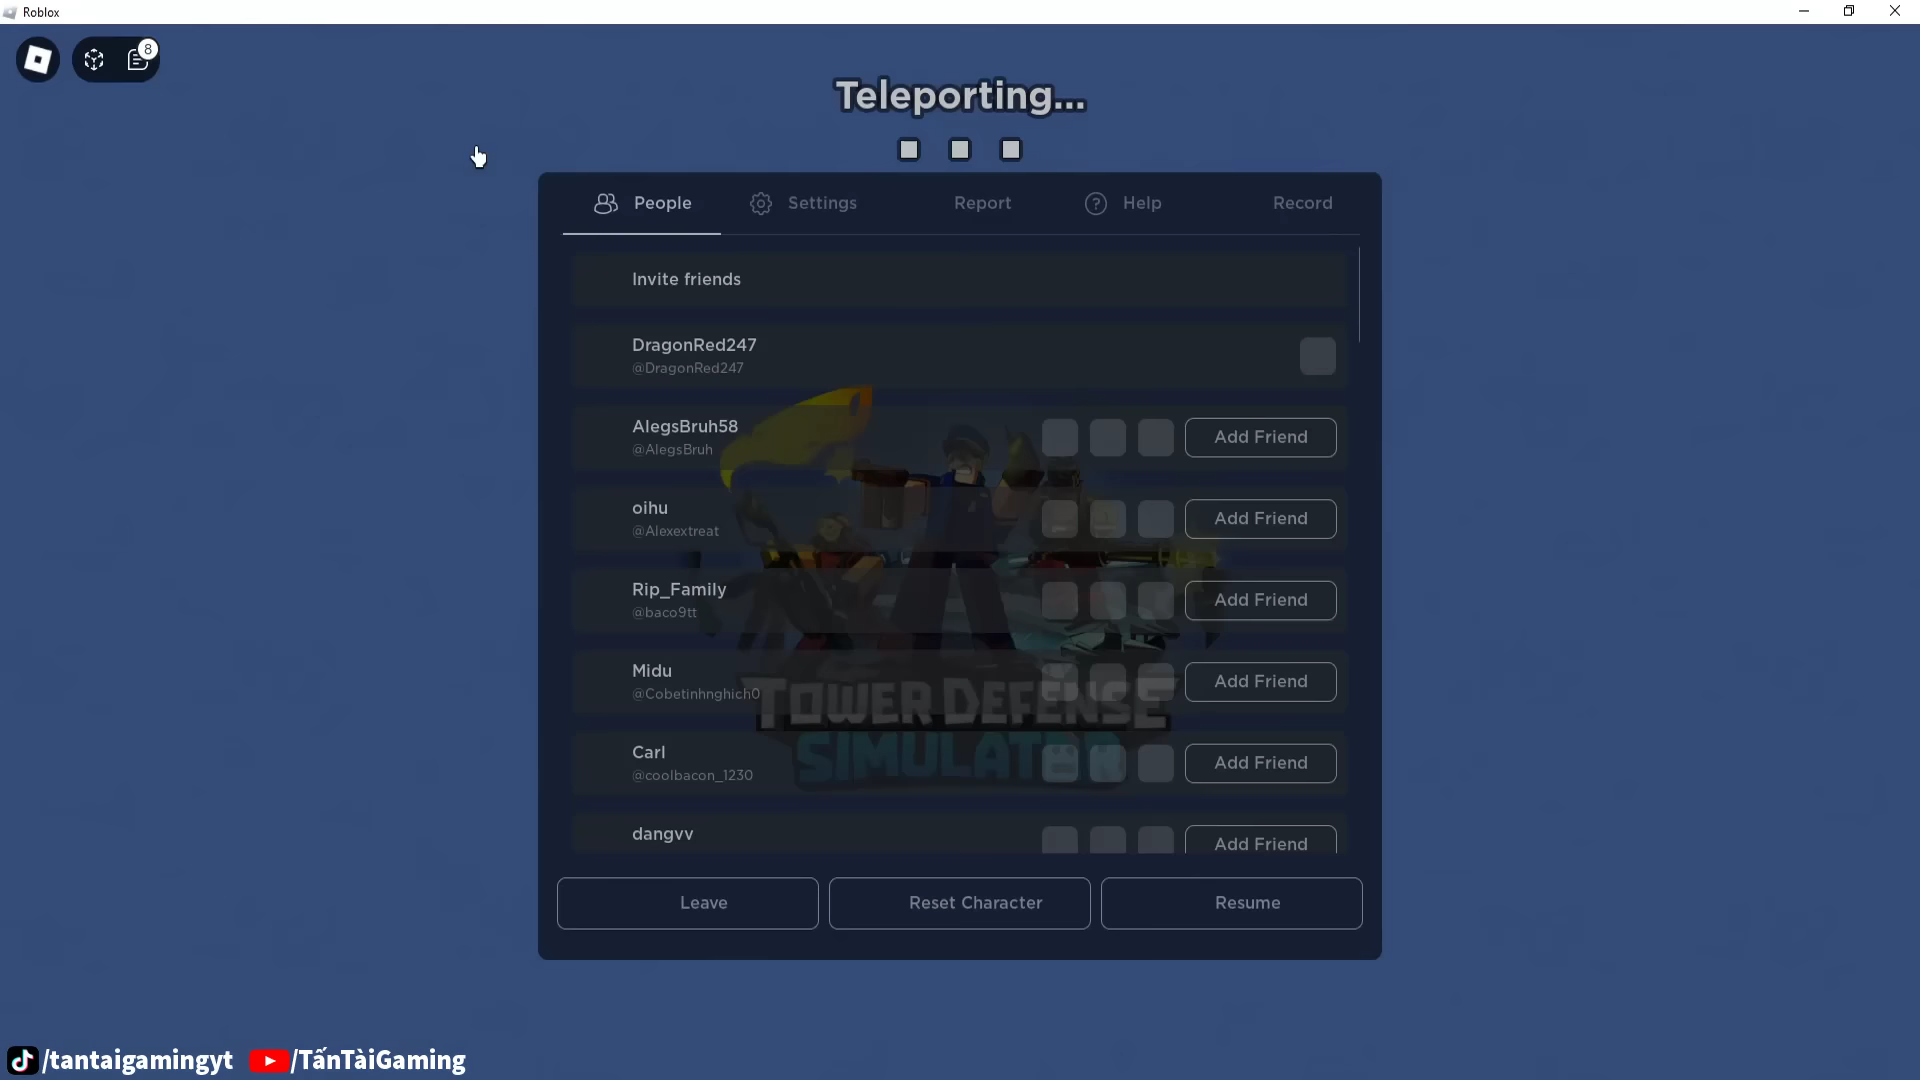 Roblox
8
Teleporting...
People
Settings
Report
Help
Record
Invite friends
DragonRed247
@DragonRed247
AlegsBruh58
@AlegsBruh
Add Friend
oihu
@Alexextreat
Add Friend
Rip_Family
@baco9tt
Add Friend
Midu
@Cobetinhnghich0
Add Friend
TOWER DEFENSE
SIMULATOR
Carl
@coolbacon_1230
Add Friend
dangvv
Add Friend
Leave
Reset Character
Resume
/tantaigamingyt
/TấnTàiGaming